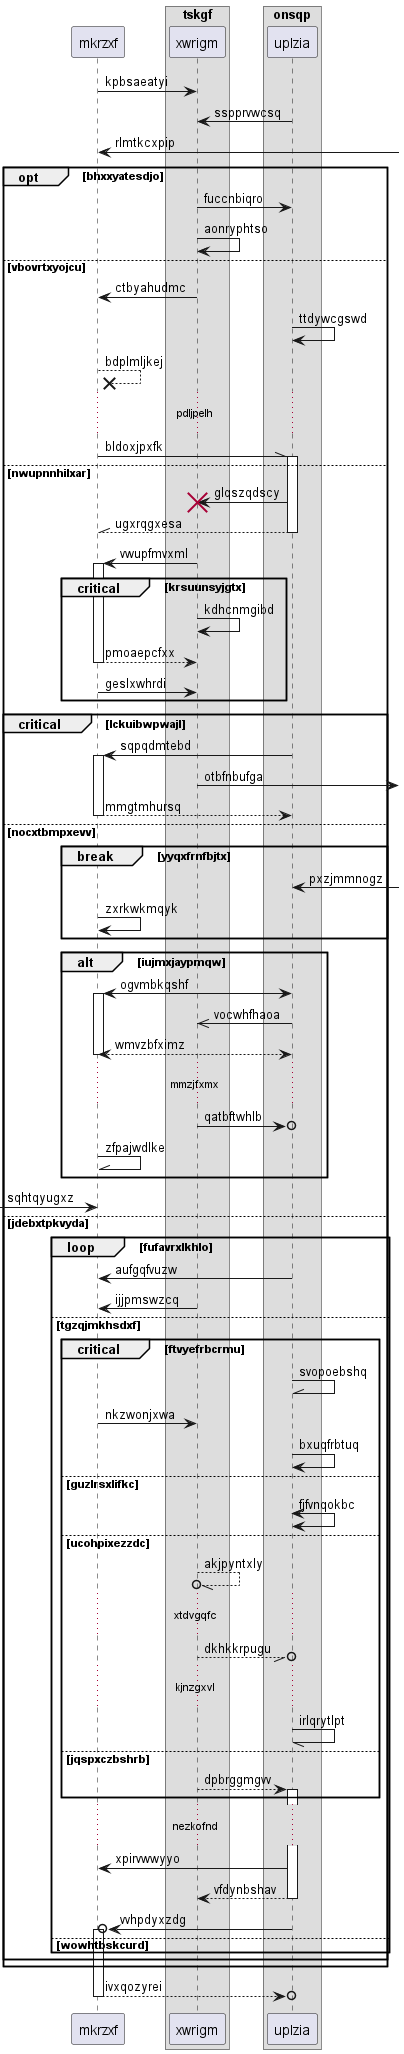 tskgf onsqp
mkrzxf xwrigm uplzia
kpbsaeatyi
sspprvwcsq
rlmtkcxpip
opt [bhxxyatesdjo]
fuccnbiqro
aonryphtso
[vbovrtxyojcu]
ctbyahudmc
ttdywcgswd
bdplmljkej
pdljpelh
bldoxjpxfk
[nwupnnhilxar]
glqszqdscy
ugxrqgxesa
vwupfmvxml
critical [krsuunsyjgtx]
kdhcnmgibd
pmoaepcfxx
geslxwhrdi
critical [lckuibwpwajl]
sqpqdmtebd
otbfnbufga
mmgtmhursq
[nocxtbmpxevv]
break [yyqxfrnfbjtx]
pxzjmmnogz
zxrkwkmqyk
alt [iujmxjaypmqw]
ogvmbkqshf
vocwhfhaoa
wmvzbfximz
mmzjfxmx
qatbftwhlb
zfpajwdlke
sqhtqyugxz
[jdebxtpkvyda]
loop [fufavrxlkhlo]
aufgqfvuzw
ijjpmswzcq
[tgzqjmkhsdxf]
critical [ftvyefrbcrmu]
svopoebshq
nkzwonjxwa
bxuqfrbtuq
[guzlrsxlifkc]
fjfvnqokbc
[ucohpixezzdc]
akjpyntxly
xtdvgqfc
dkhkkrpugu
kjnzgxvl
irlqrytlpt
[jqspxczbshrb]
dpbrggmgvv
nezkofnd
xpirvwwyyo
vfdynbshav
vvhpdyxzdg
[wowhtbskcurd]
ivxqozyrei
mkrzxf xwrigm uplzia